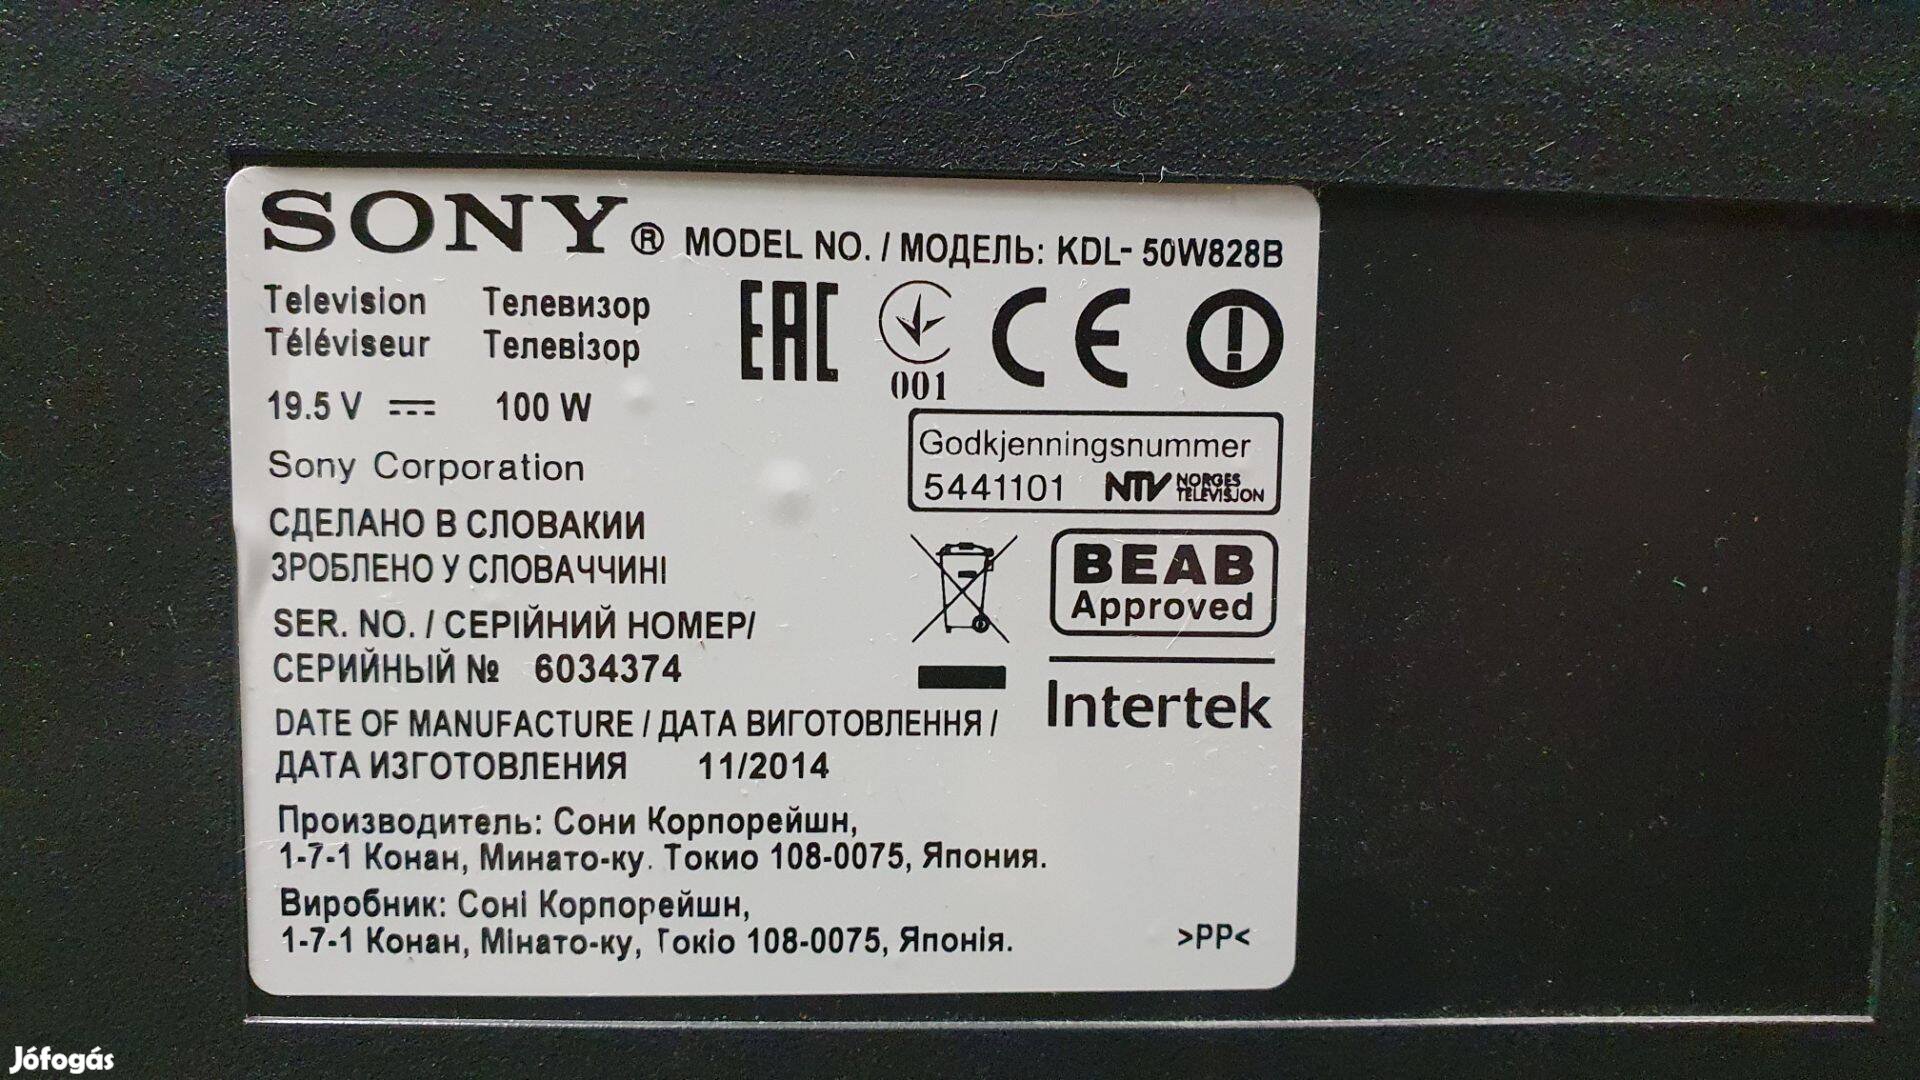 SONY® MODEL NO. / МОДЕЛЬ: KDL- 50W828B
Television Телевизор
Téléviseur Телевізор
19.5 V 100 W
EAC
001
CE
Godkjenningsnummer
5441101 NTV NORGES TELEVISJON
Sony Corporation
СДЕЛАНО В СЛОВАКИИ
ЗРОБЛЕНО У СЛОВАЧЧИНІ
BEAB
Approved
Intertek
SER. NO. / СЕРІЙНИЙ НОМЕР/
СЕРИЙНЫЙ № 6034374
DATE OF MANUFACTURE / ДАТА ВИГОТОВЛЕННЯ /
ДАТА ИЗГОТОВЛЕНИЯ 11/2014
Производитель: Сони Корпорейшн,
1-7-1 Конан, Минато-ку. Токио 108-0075, Япония.
Виробник: Соні Корпорейшн,
1-7-1 Конан, Мінато-ку, Токіо 108-0075, Японія.
>PP<
Jófogás